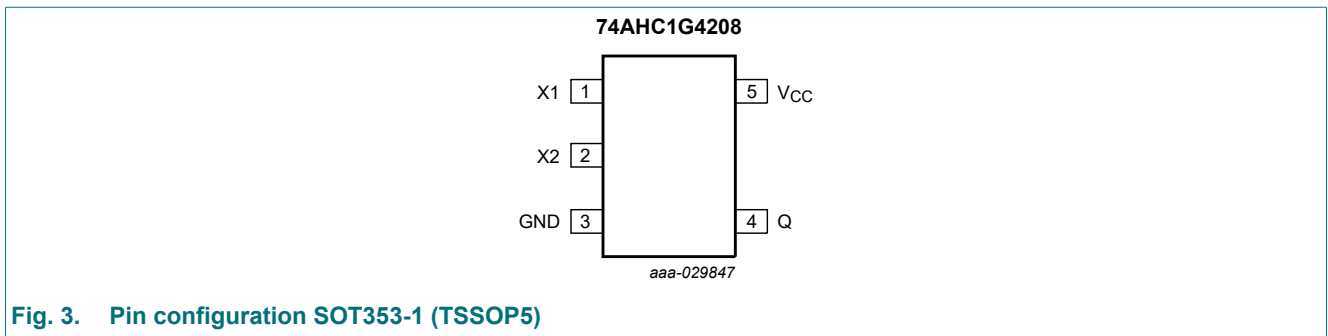 74AHC1G4208
X1 1 5 VCC
X2 2
GND 3 4 Q
aaa-029847
Fig. 3. Pin configuration SOT353-1 (TSSOP5)